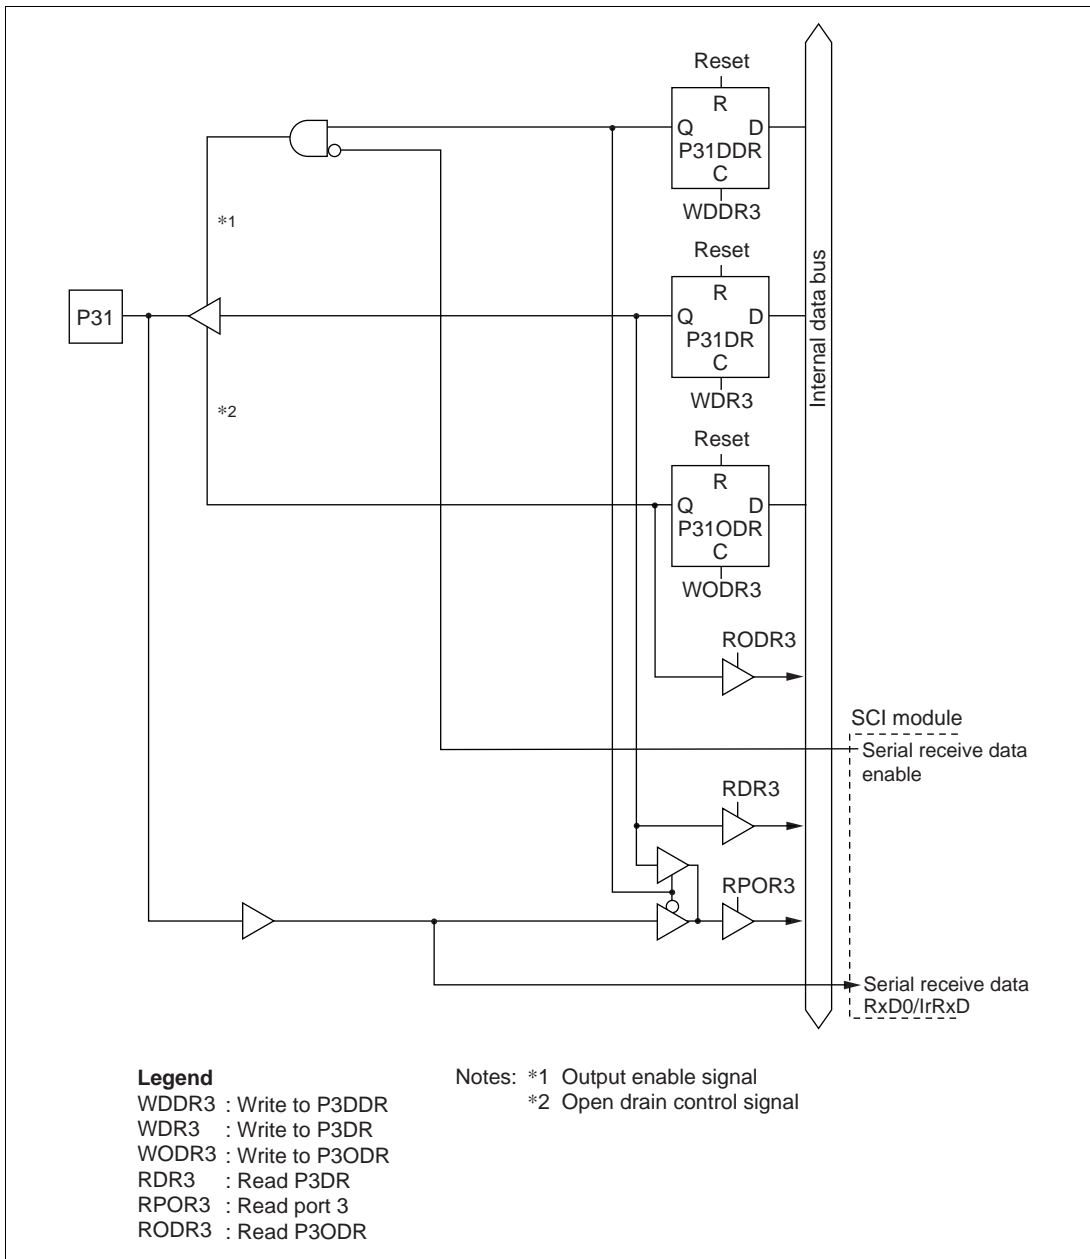 Reset
R
Q D
P31DDR
C
WDDR3
*1
Reset
R
P31
Q D
P31DR
C
WDR3
Internal data bus
*2
Reset
R
Q D
P31ODR
C
WODR3
RODR3
SCI module
Serial receive data
enable
RDR3
RPOR3
Serial receive data
RxD0/IrRxD
Legend
WDDR3 : Write to P3DDR
WDR3 : Write to P3DR
WODR3 : Write to P3ODR
RDR3 : Read P3DR
RPOR3 : Read port 3
RODR3 : Read P3ODR
Notes: *1 Output enable signal
*2 Open drain control signal